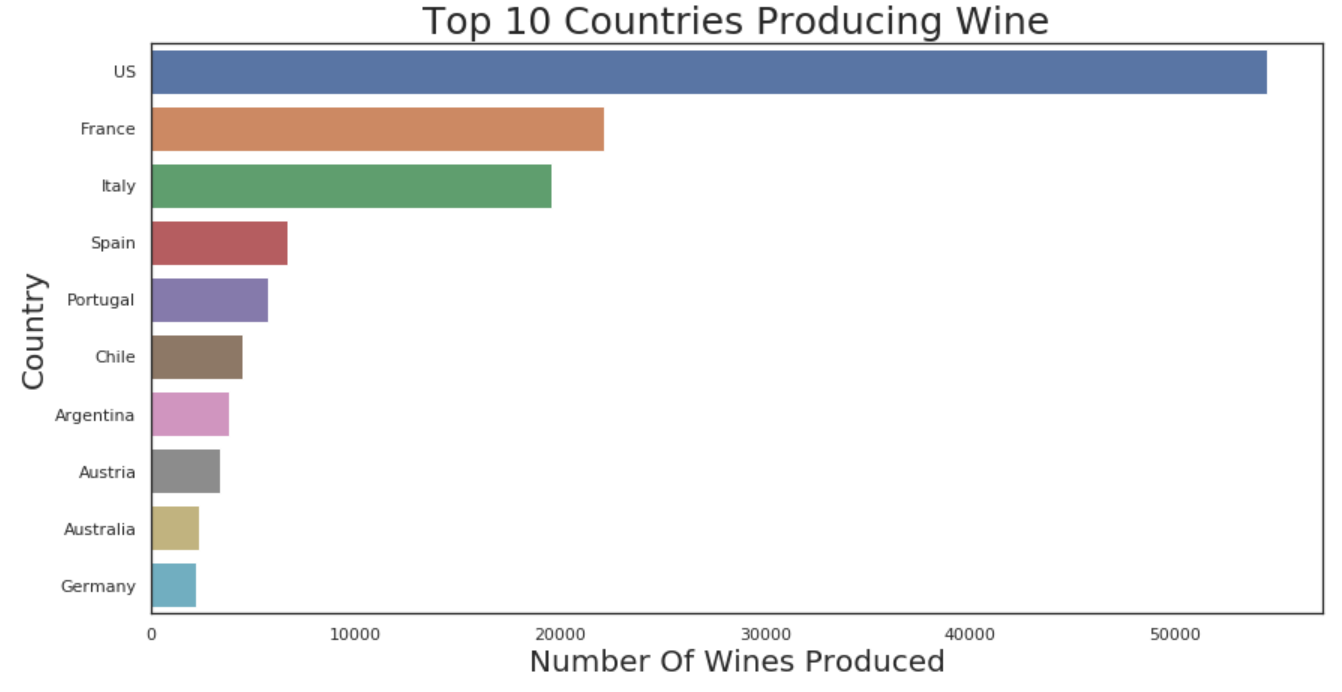 Top 10 Countries Producing Wine
US
France
Italy
Spain
Portugal
Chile
Argentina
Austria
Australia
Germany
Country
0 10000 20000 30000 40000 50000
Number Of Wines Produced